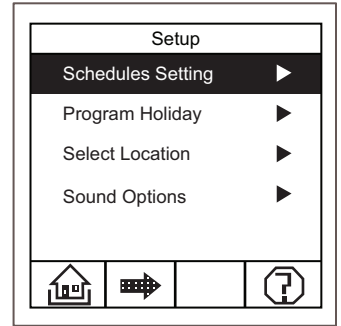 Setup
Schedules Setting
Program Holiday
Select Location
Sound Options
?